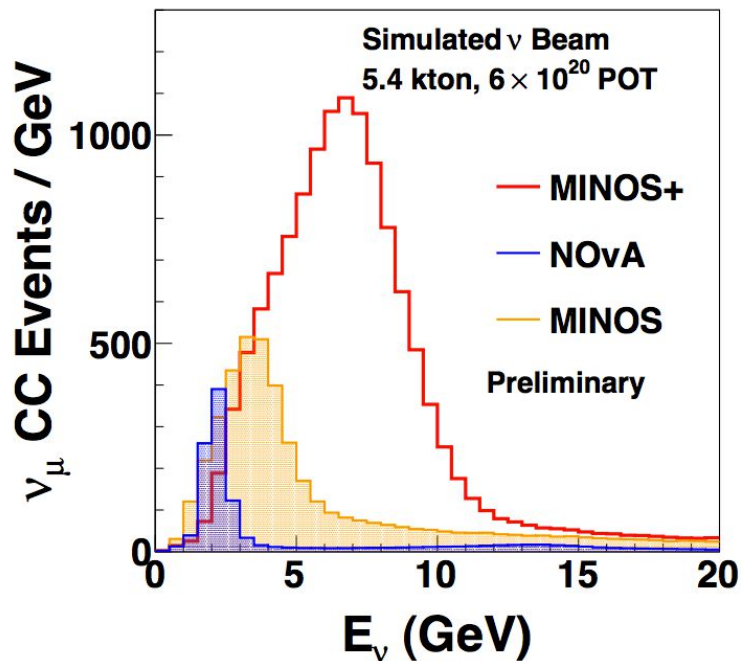 Simulated ν Beam
5.4 kton, 6 × 10²⁰ POT
MINOS+
NOvA
MINOS
Preliminary
ν_μ CC Events / GeV
1000
500
0
0 5 10 15 20
E_ν (GeV)